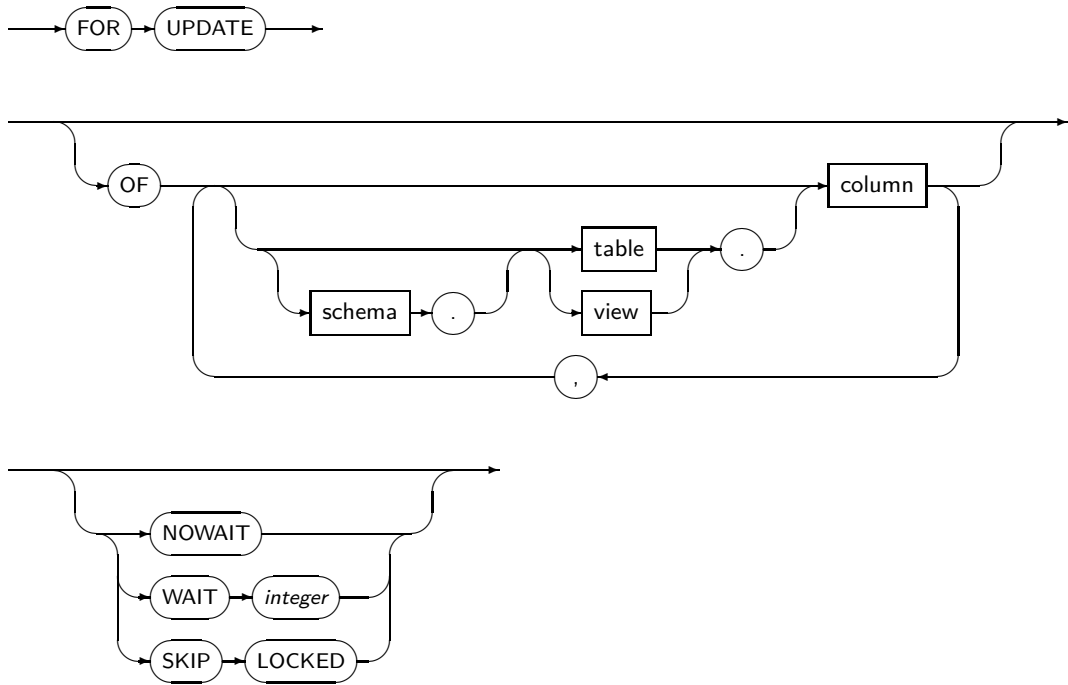 FOR UPDATE
OF column
table .
schema . view
,
NOWAIT
WAIT integer
SKIP LOCKED